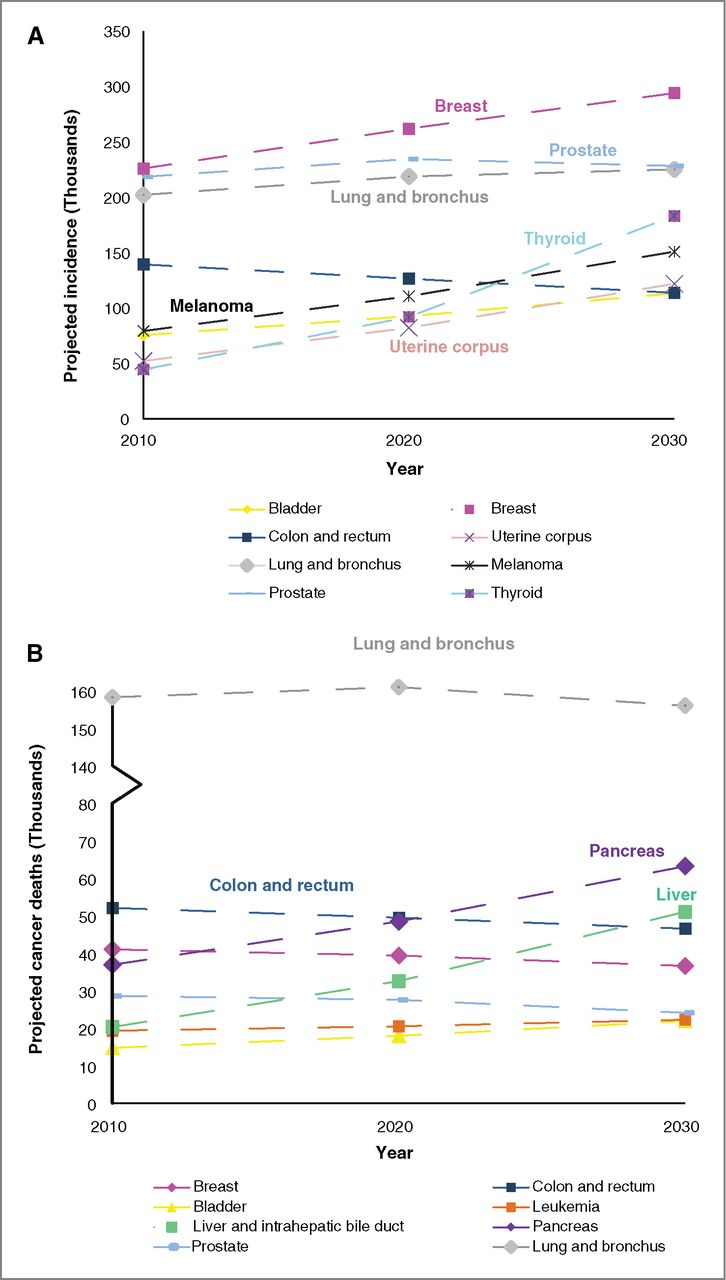 A
350
300
250
200
150
100
50
0
Projected incidence (Thousands)
Breast
Prostate
Lung and bronchus
Thyroid
Melanoma
Uterine corpus
2010
2020
2030
Year
Bladder
Breast
Colon and rectum
Uterine corpus
Lung and bronchus
Melanoma
Prostate
Thyroid
B
Lung and bronchus
160
150
140
80
70
60
50
40
30
20
10
0
Projected cancer deaths (Thousands)
Pancreas
Colon and rectum
Liver
2010
2020
2030
Year
Breast
Colon and rectum
Bladder
Leukemia
Liver and intrahepatic bile duct
Pancreas
Prostate
Lung and bronchus